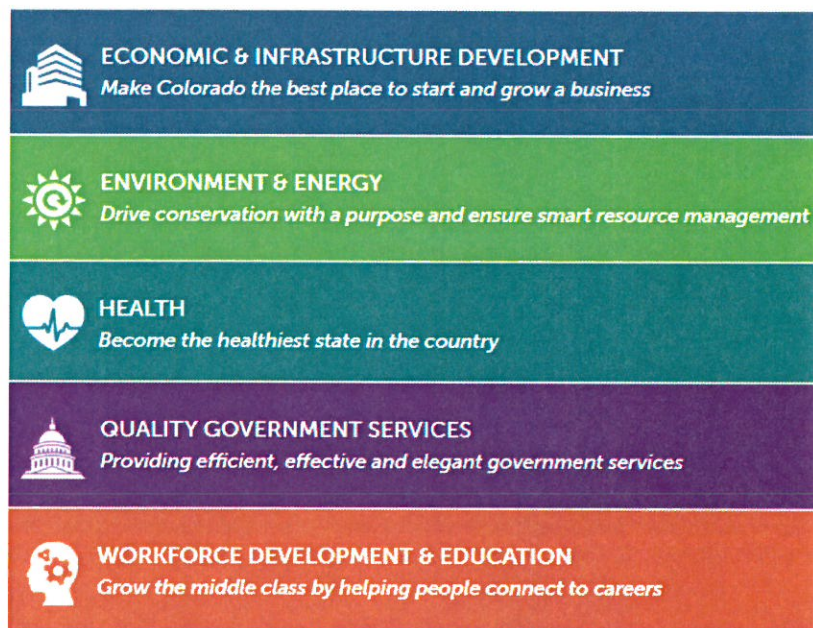 ECONOMIC & INFRASTRUCTURE DEVELOPMENT
Make Colorado the best place to start and grow a business
ENVIRONMENT & ENERGY
Drive conservation with a purpose and ensure smart resource management
HEALTH
Become the healthiest state in the country
QUALITY GOVERNMENT SERVICES
Providing efficient, effective and elegant government services
WORKFORCE DEVELOPMENT & EDUCATION
Grow the middle class by helping people connect to careers